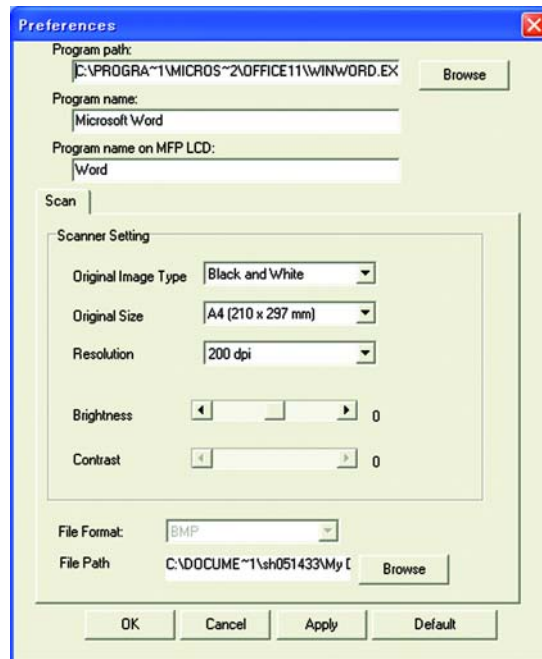 Preferences
Program path:
C:\PROGRA~1\MICROS~2\OFFICE11\WINWORD.EX
Browse
Program name:
Microsoft Word
Program name on MFP LCD:
Word
Scan
Scanner Setting
Original Image Type Black and White
Original Size A4 (210 x 297 mm)
Resolution 200 dpi
Brightness 0
Contrast 0
File Format: BMP
File Path C:\DOCUME~1\sh051433\My D Browse
OK Cancel Apply Default